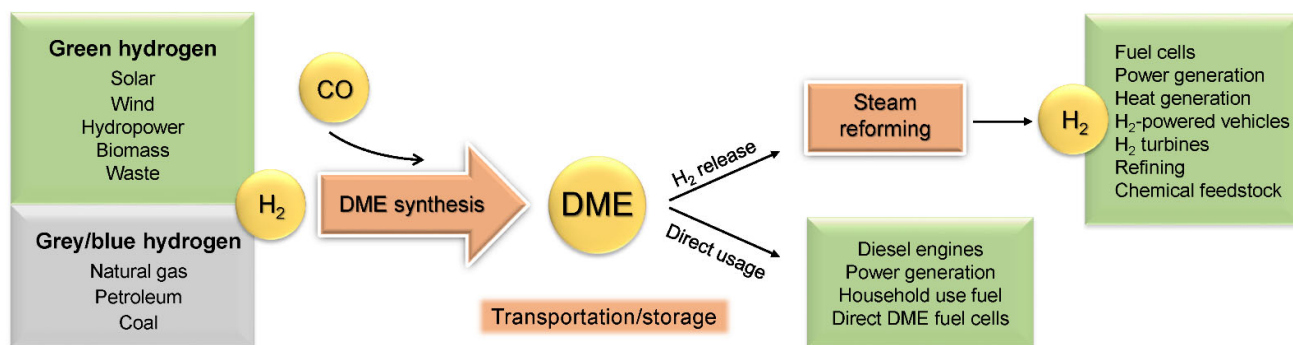 Green hydrogen
Solar
Wind
Hydropower
Biomass
Waste
Grey/blue hydrogen
Natural gas
Petroleum
Coal
H₂
CO
DME synthesis
DME
Transportation/storage
H₂ release
Direct usage
Steam
reforming
H₂
Fuel cells
Power generation
Heat generation
H₂-powered vehicles
H₂ turbines
Refining
Chemical feedstock
Diesel engines
Power generation
Household use fuel
Direct DME fuel cells